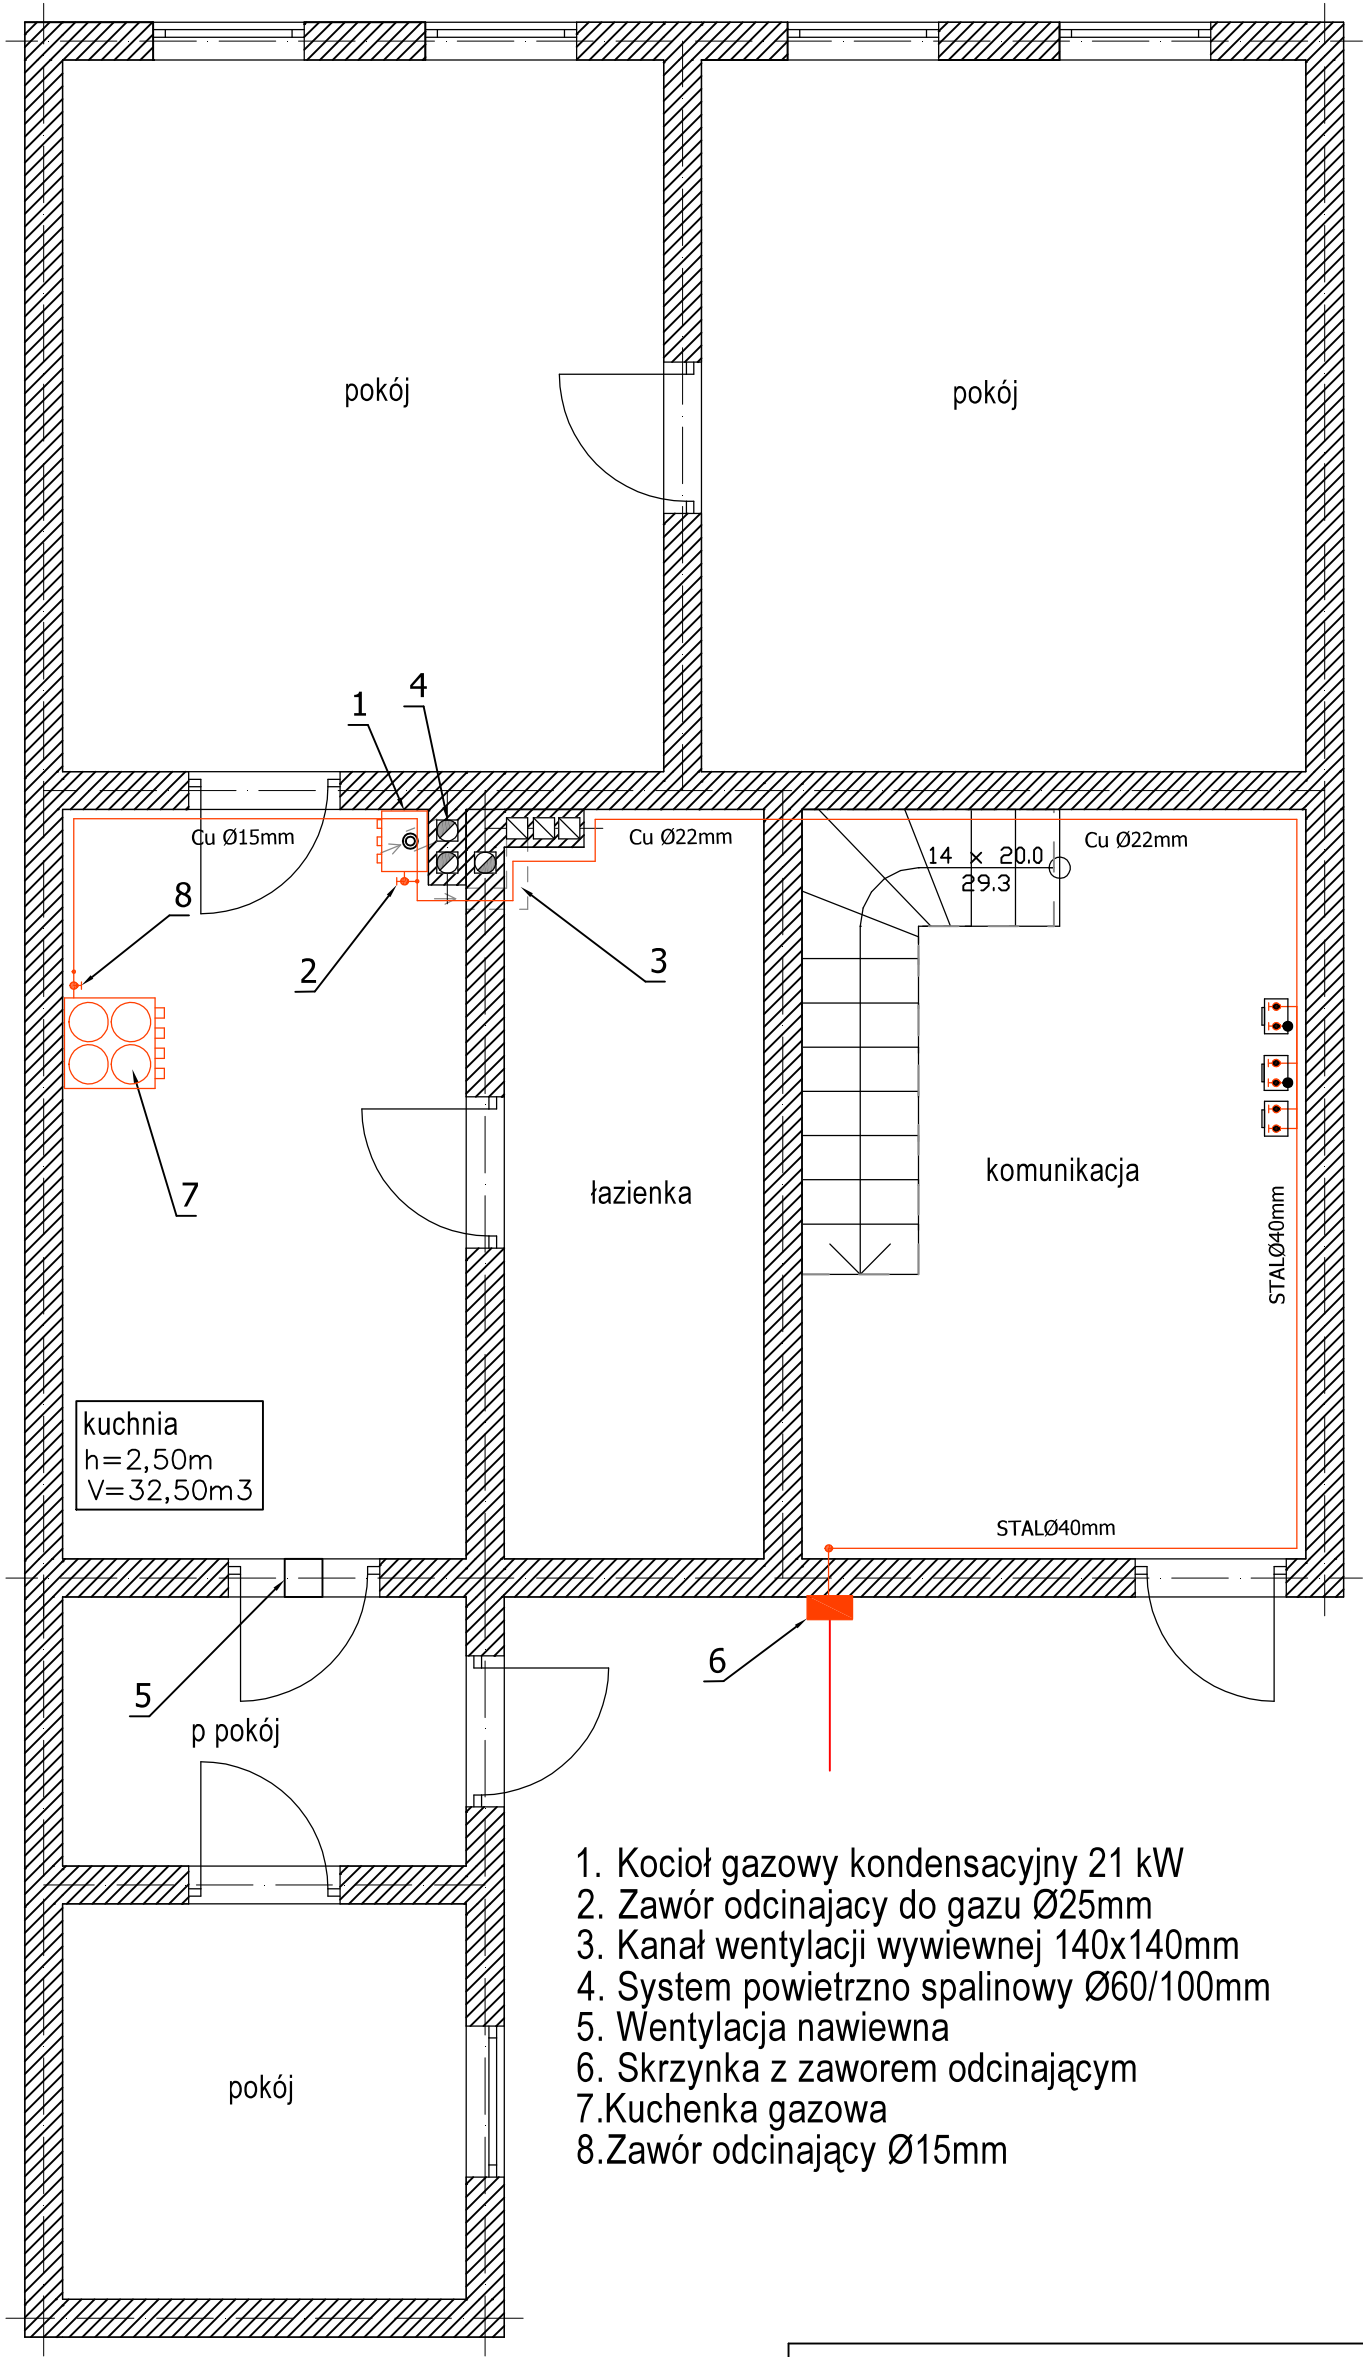 pokój
pokój
1
4
Cu Ø15mm
Cu Ø22mm
Cu Ø22mm
14 x 20.0
29.3
8
2
3
7
łazienka
komunikacja
STALØ40mm
kuchnia
h=2,50m
V=32,50m3
STALØ40mm
6
5
p pokój
1. Kocioł gazowy kondensacyjny 21 kW
2. Zawór odcinajacy do gazu Ø25mm
3. Kanał wentylacji wywiewnej 140x140mm
4. System powietrzno spalinowy Ø60/100mm
5. Wentylacja nawiewna
6. Skrzynka z zaworem odcinającym
7.Kuchenka gazowa
8.Zawór odcinający Ø15mm
pokój